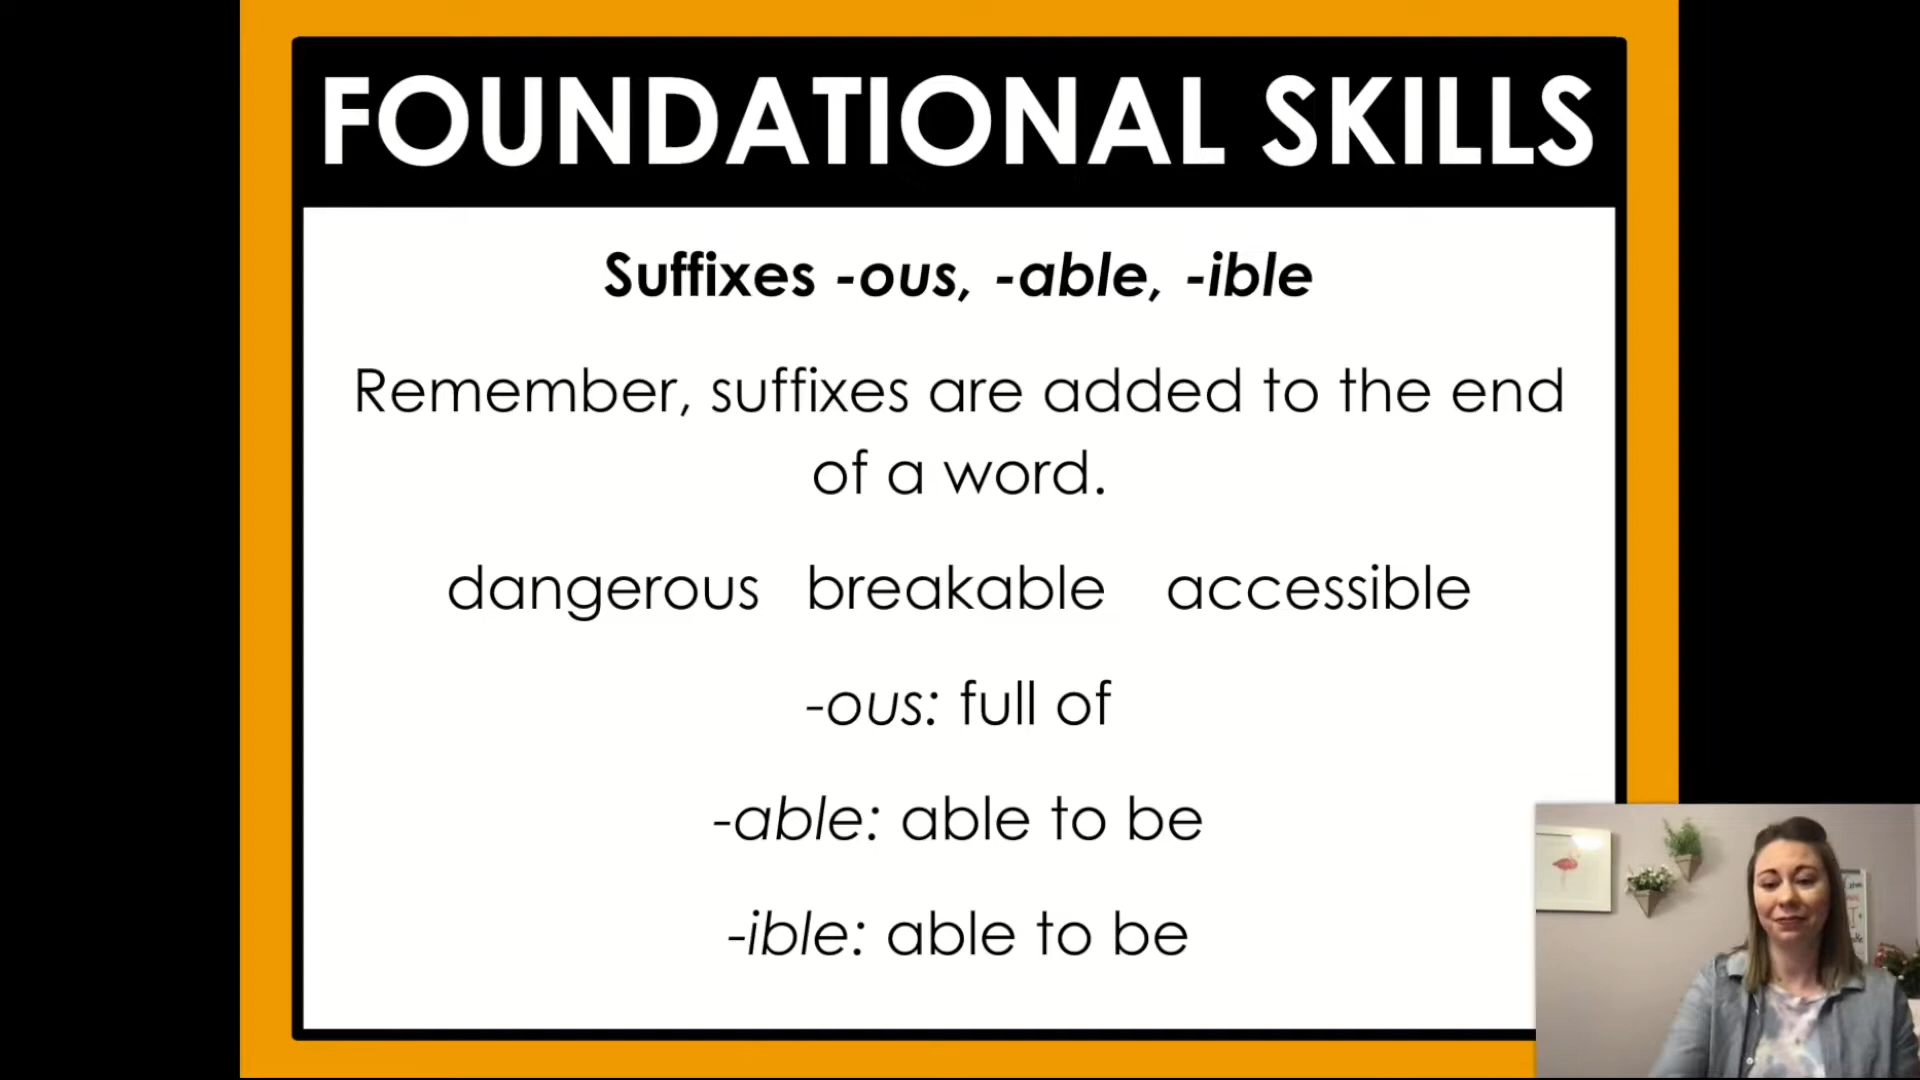 FOUNDATIONAL SKILLS
Suffixes -ous, -able, -ible
Remember, suffixes are added to the end
of a word.
dangerous breakable accessible
-ous: full of
-able: able to be
-ible: able to be